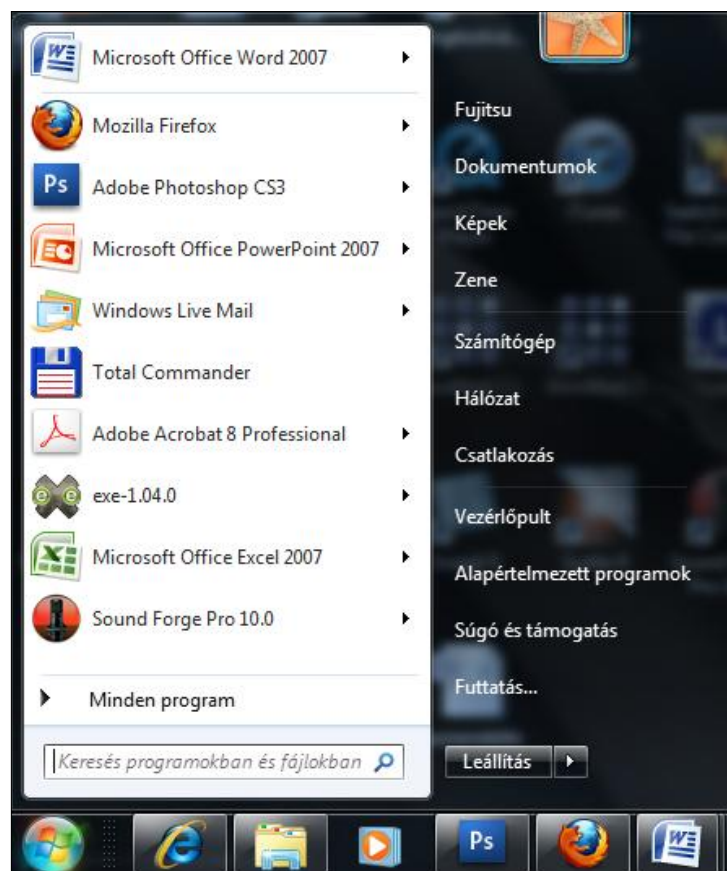 Microsoft Office Word 2007
Mozilla Firefox
Ps Adobe Photoshop CS3
Microsoft Office PowerPoint 2007
Windows Live Mail
Total Commander
Adobe Acrobat 8 Professional
exe-1.04.0
Microsoft Office Excel 2007
Sound Forge Pro 10.0
Minden program
Keresés programokban és fájlokban
Fujitsu
Dokumentumok
Képek
Zene
Számítógép
Hálózat
Csatlakozás
Vezérlőpult
Alapértelmezett programok
Súgó és támogatás
Futtatás...
Leállítás
Ps